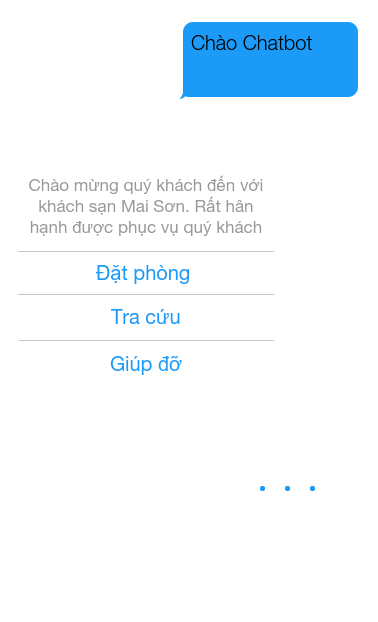 Chào Chatbot
Chào mừng quý khách đến với
khách sạn Mai Sơn. Rất hân
hạnh được phục vụ quý khách
Đặt phòng
Tra cứu
Giúp đỡ